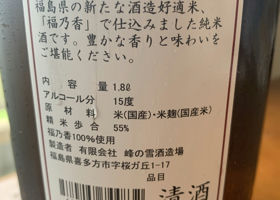 福島県の新たな酒造好適米、
「福乃香」で仕込みました純米
酒です。豊かな香りと味わいを
ご堪能ください。
内容量 1.8ℓ
アルコール分 15度
原材料 米(国産)・米麹(国産米)
精米歩合 55%
福乃香100%使用
製造者 有限会社 峰の雪酒造場
福島県喜多方市字桜ガ丘1-17
品目
清酒